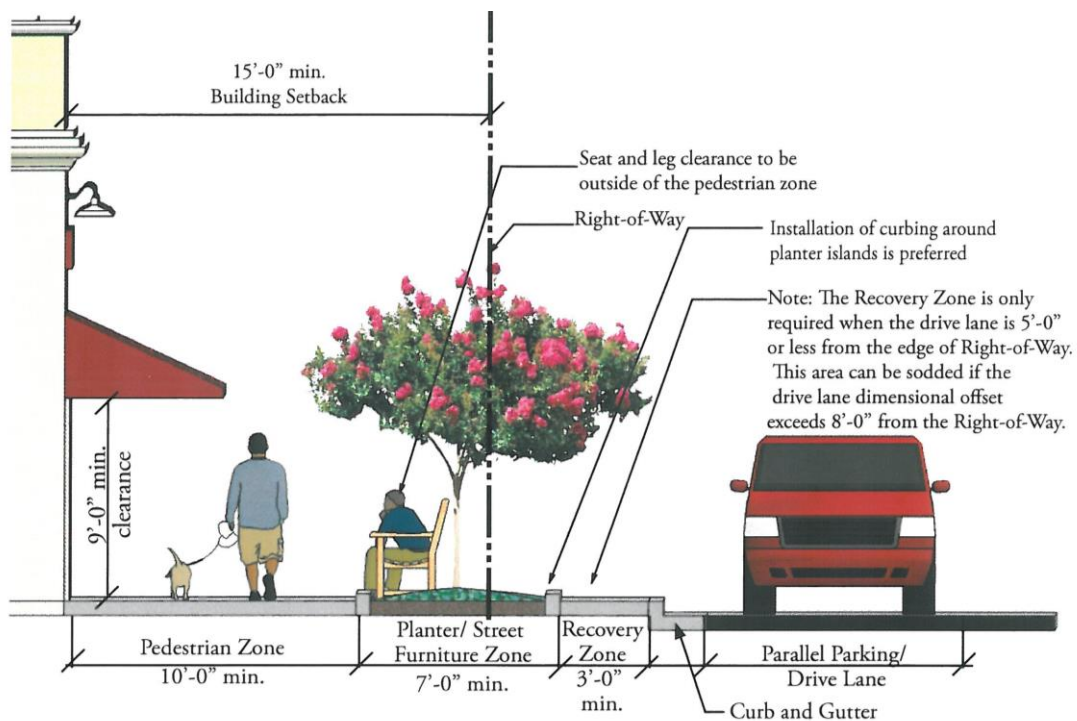 15’-0” min.
Building Setback
Seat and leg clearance to be
outside of the pedestrian zone
Right-of-Way
Installation of curbing around
planter islands is preferred
Note: The Recovery Zone is only
required when the drive lane is 5’-0”
or less from the edge of Right-of-Way.
This area can be sodded if the
drive lane dimensional offset
exceeds 8’-0” from the Right-of-Way.
9’-0” min.
clearance
Pedestrian Zone
10’-0” min.
Planter/ Street
Furniture Zone
7’-0” min.
Recovery
Zone
3’-0”
min.
Parallel Parking/
Drive Lane
Curb and Gutter